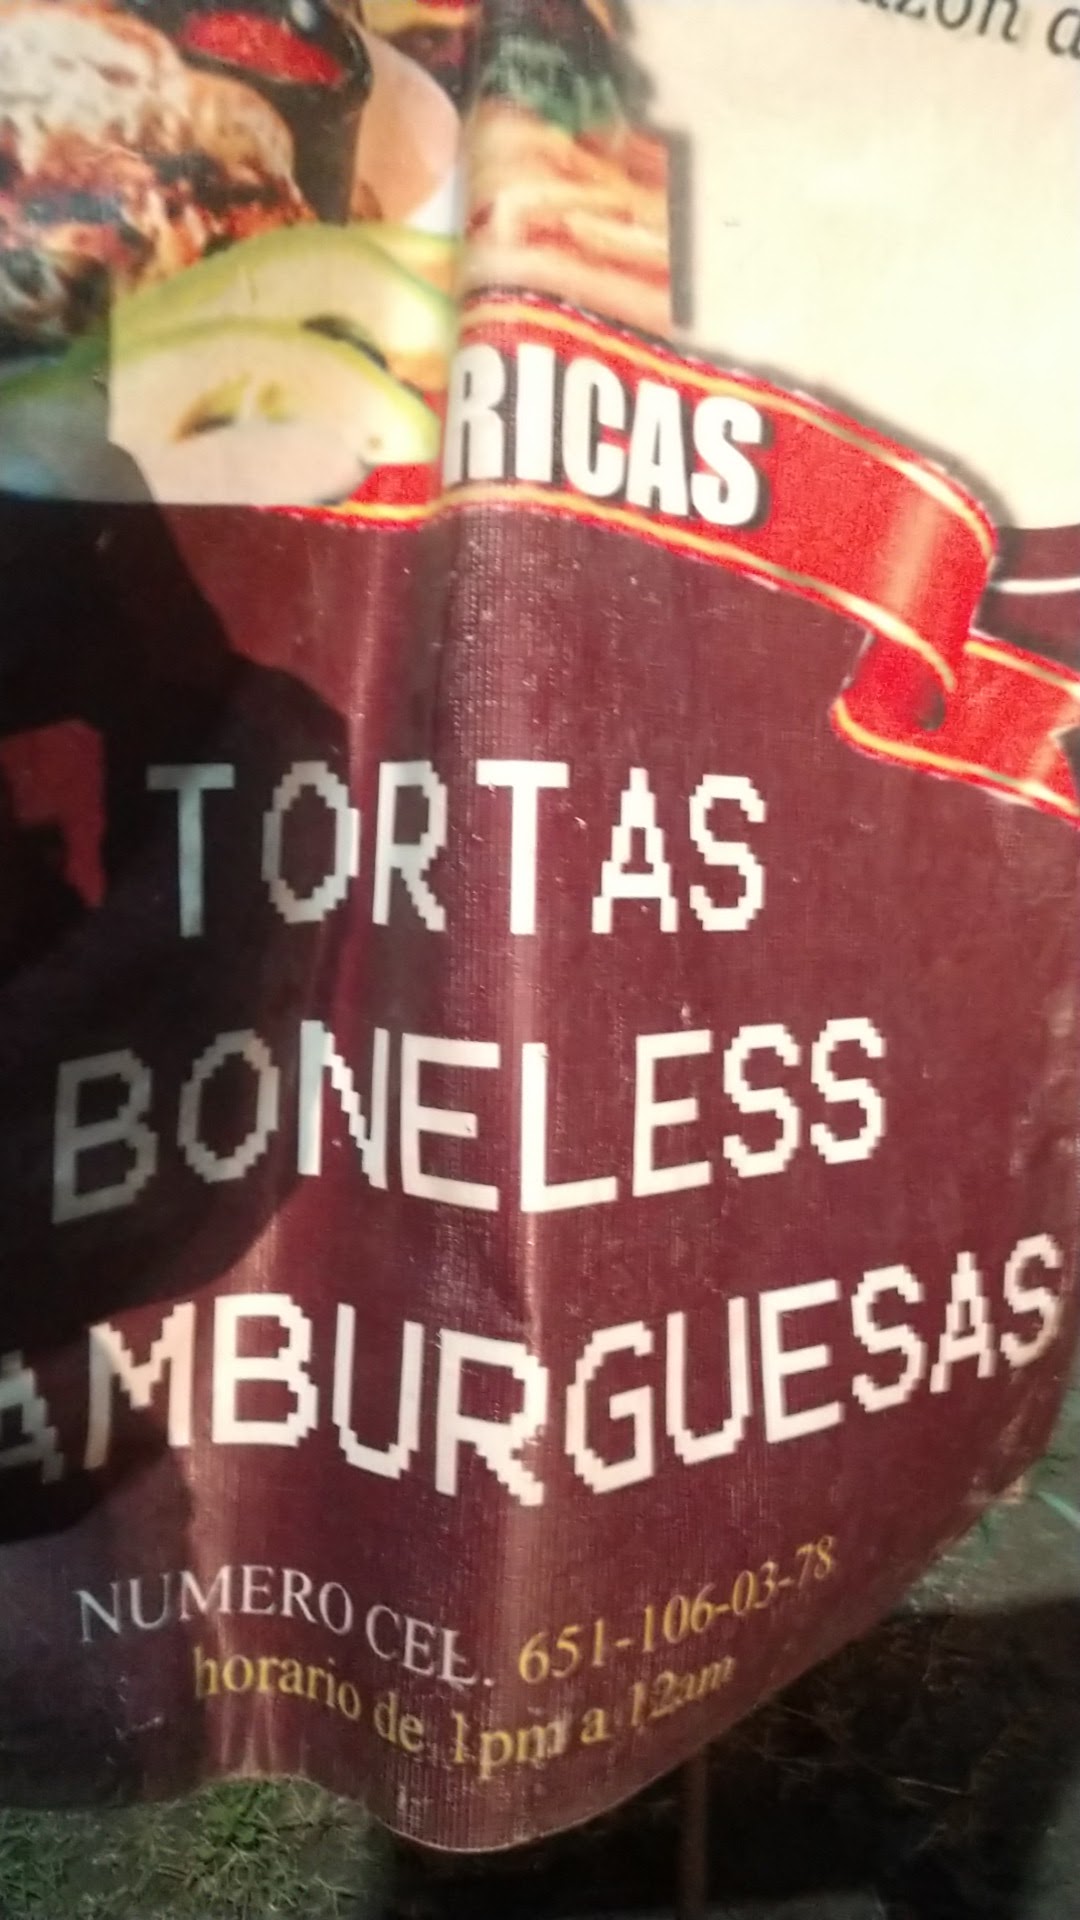 RICAS
TORTAS
BONELESS
AMBURGUESAS
NUMERO CEL. 651-106-03-78
horario de 1pm a 12am